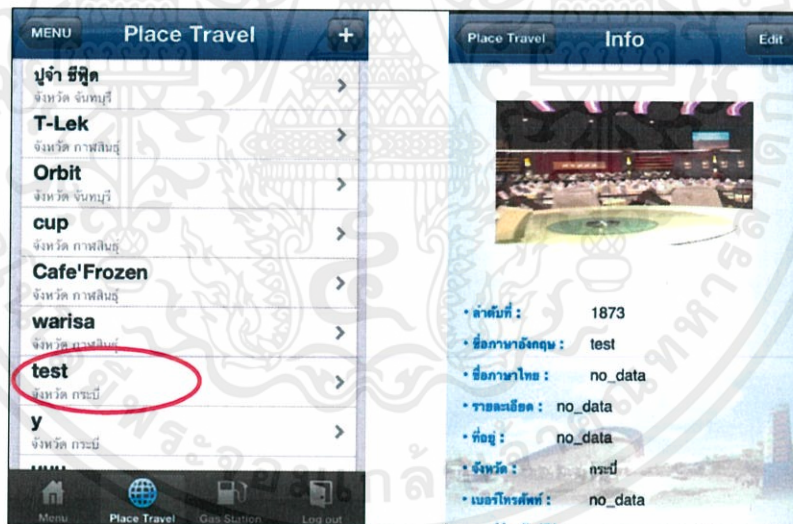 MENU Place Travel +
ปูจ๋า ซีฟู๊ด
จังหวัด จันทบุรี
T-Lek
จังหวัด กาฬสินธุ์
Orbit
จังหวัด จันทบุรี
cup
จังหวัด กาฬสินธุ์
Cafe'Frozen
จังหวัด กาฬสินธุ์
warisa
จังหวัด กาฬสินธุ์
test
จังหวัด กระบี่
y
จังหวัด กระบี่
Menu Place Travel Gas Station Log out
Place Travel Info Edit
• ลำดับที่ : 1873
• ชื่อภาษาอังกฤษ : test
• ชื่อภาษาไทย : no_data
• รายละเอียด : no_data
• ที่อยู่ : no_data
• จังหวัด : กระบี่
• เบอร์โทรศัพท์ : no_data